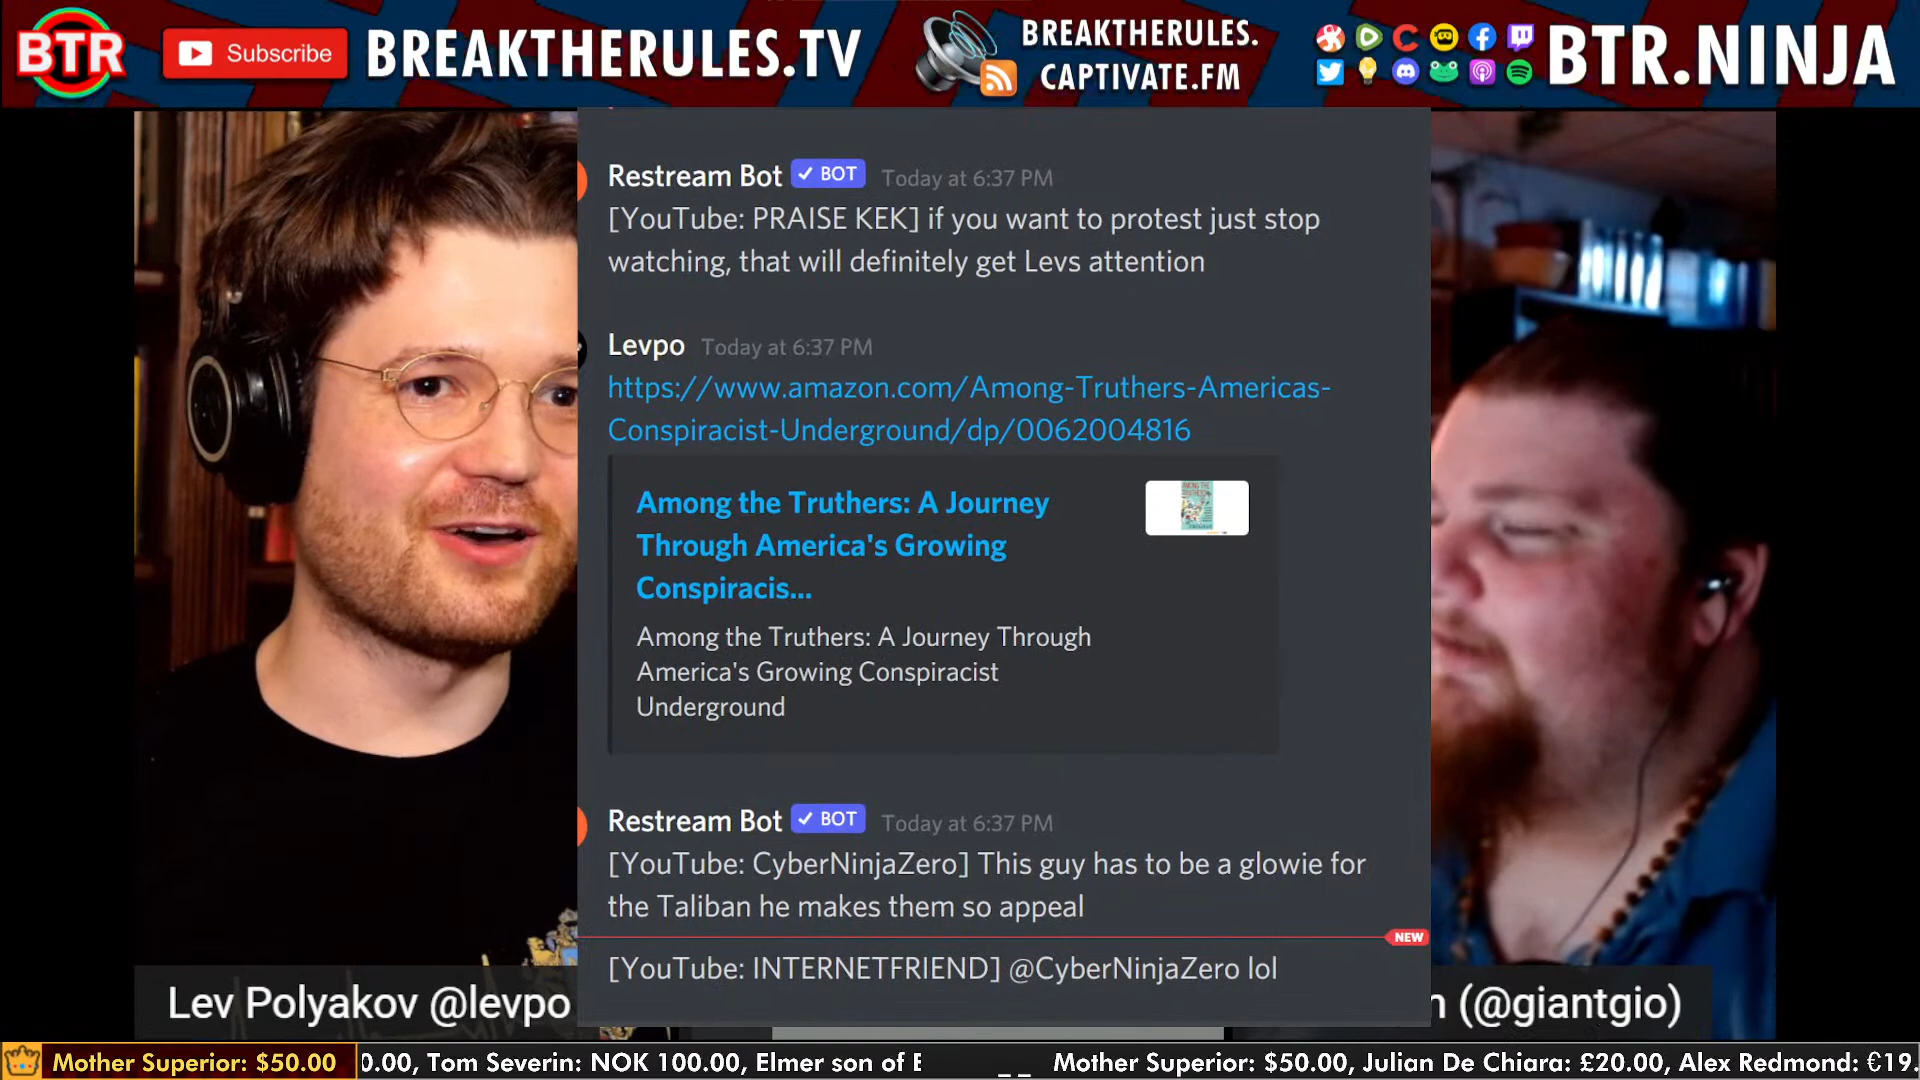 BTR
Subscribe
BREAKTHERULES.TV
BREAKTHERULES.
CAPTIVATE.FM
BTR.NINJA
Restream Bot ✓ BOT Today at 6:37 PM
[YouTube: PRAISE KEK] if you want to protest just stop
watching, that will definitely get Levs attention
Levpo Today at 6:37 PM
https://www.amazon.com/Among-Truthers-Americas-
Conspiracist-Underground/dp/0062004816
Among the Truthers: A Journey
Through America's Growing
Conspiracis...
Among the Truthers: A Journey Through
America's Growing Conspiracist
Underground
Restream Bot ✓ BOT Today at 6:37 PM
[YouTube: CyberNinjaZero] This guy has to be a glowie for
the Taliban he makes them so appeal
NEW
[YouTube: INTERNETFRIEND] @CyberNinjaZero lol
Lev Polyakov @levpo
(@giantgio)
Mother Superior: $50.00 0.00, Tom Severin: NOK 100.00, Elmer son of _ _ Mother Superior: $50.00, Julian De Chiara: £20.00, Alex Redmond: €19.